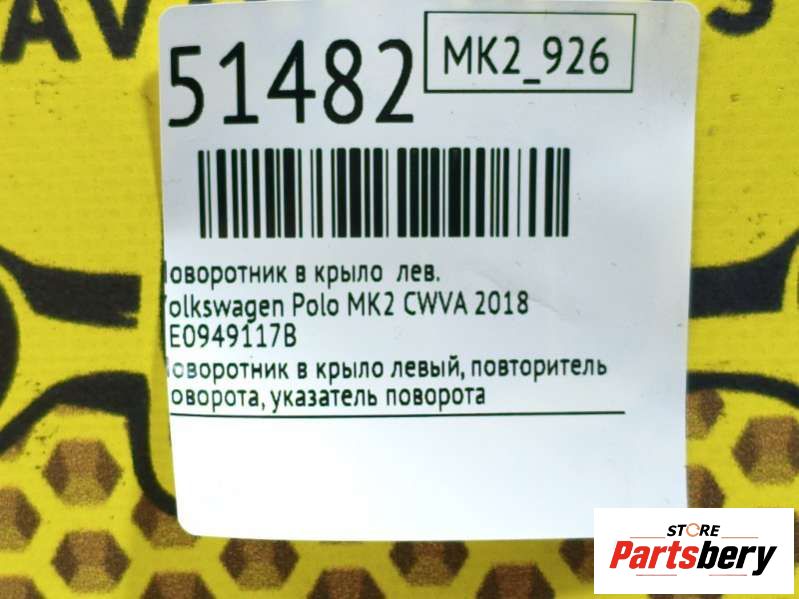 51482
MK2_926
оворотник в крыло лев.
olkswagen Polo MK2 CWVA 2018
E0949117B
оворотник в крыло левый, повторитель
оворота, указатель поворота
STORE
Partsbery